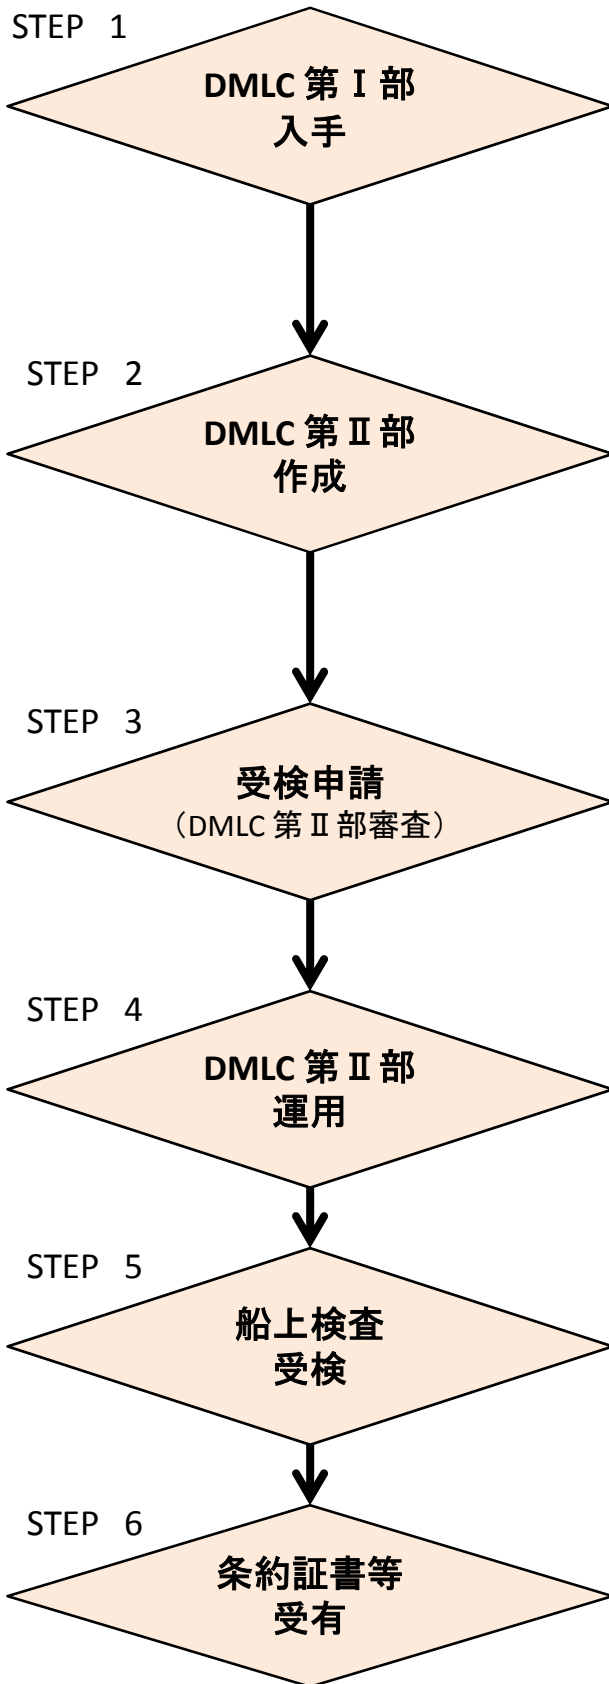 STEP 1
DMLC 第Ⅰ部
入手
STEP 2
DMLC 第Ⅱ部
作成
STEP 3
受検申請
（DMLC 第Ⅱ部審査）
STEP 4
DMLC 第Ⅱ部
運用
STEP 5
船上検査
受検
STEP 6
条約証書等
受有